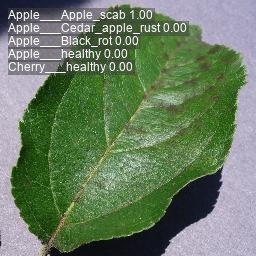 Apple___Apple_scab 1.00
Apple___Cedar_apple_rust 0.00
Apple___Black_rot 0.00
Apple___healthy 0.00
Cherry___healthy 0.00